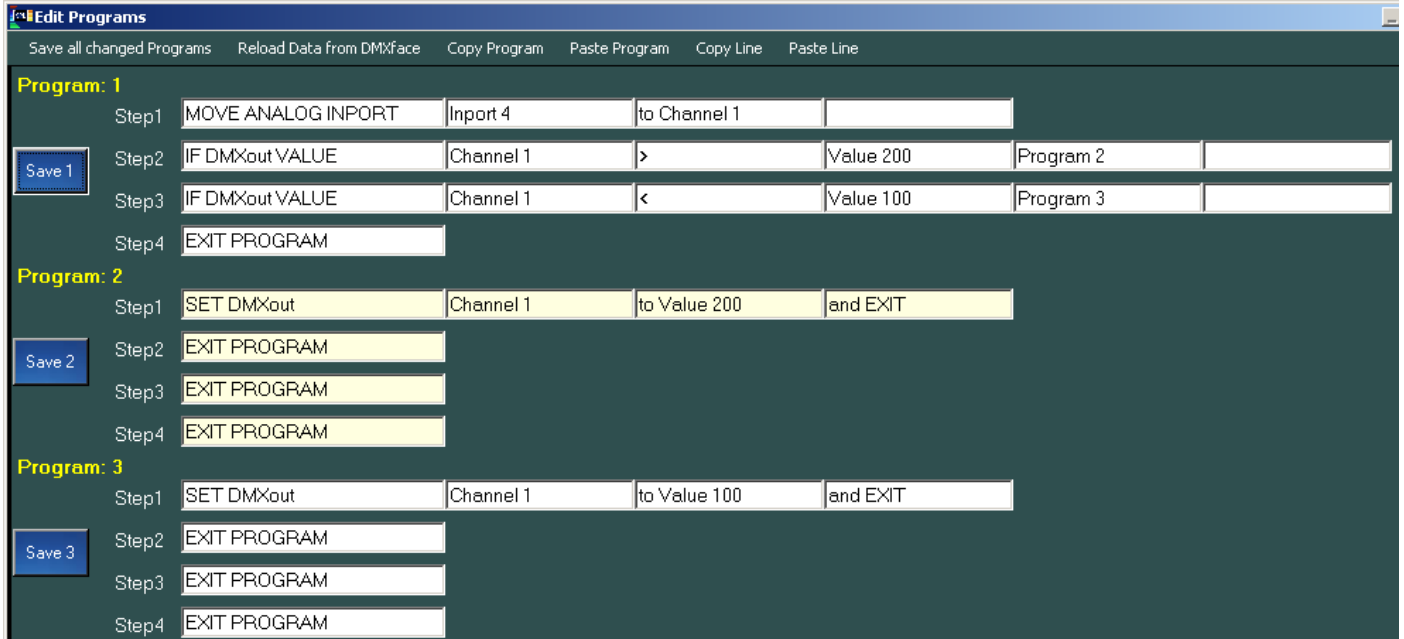 Edit Programs
Save all changed Programs Reload Data from DMXface Copy Program Paste Program Copy Line Paste Line
Program: 1
Step1 MOVE ANALOG INPORT Inport 4 to Channel 1
Save 1
Step2 IF DMXout VALUE Channel 1 > Value 200 Program 2
Step3 IF DMXout VALUE Channel 1 < Value 100 Program 3
Step4 EXIT PROGRAM
Program: 2
Step1 SET DMXout Channel 1 to Value 200 and EXIT
Save 2
Step2 EXIT PROGRAM
Step3 EXIT PROGRAM
Step4 EXIT PROGRAM
Program: 3
Step1 SET DMXout Channel 1 to Value 100 and EXIT
Save 3
Step2 EXIT PROGRAM
Step3 EXIT PROGRAM
Step4 EXIT PROGRAM